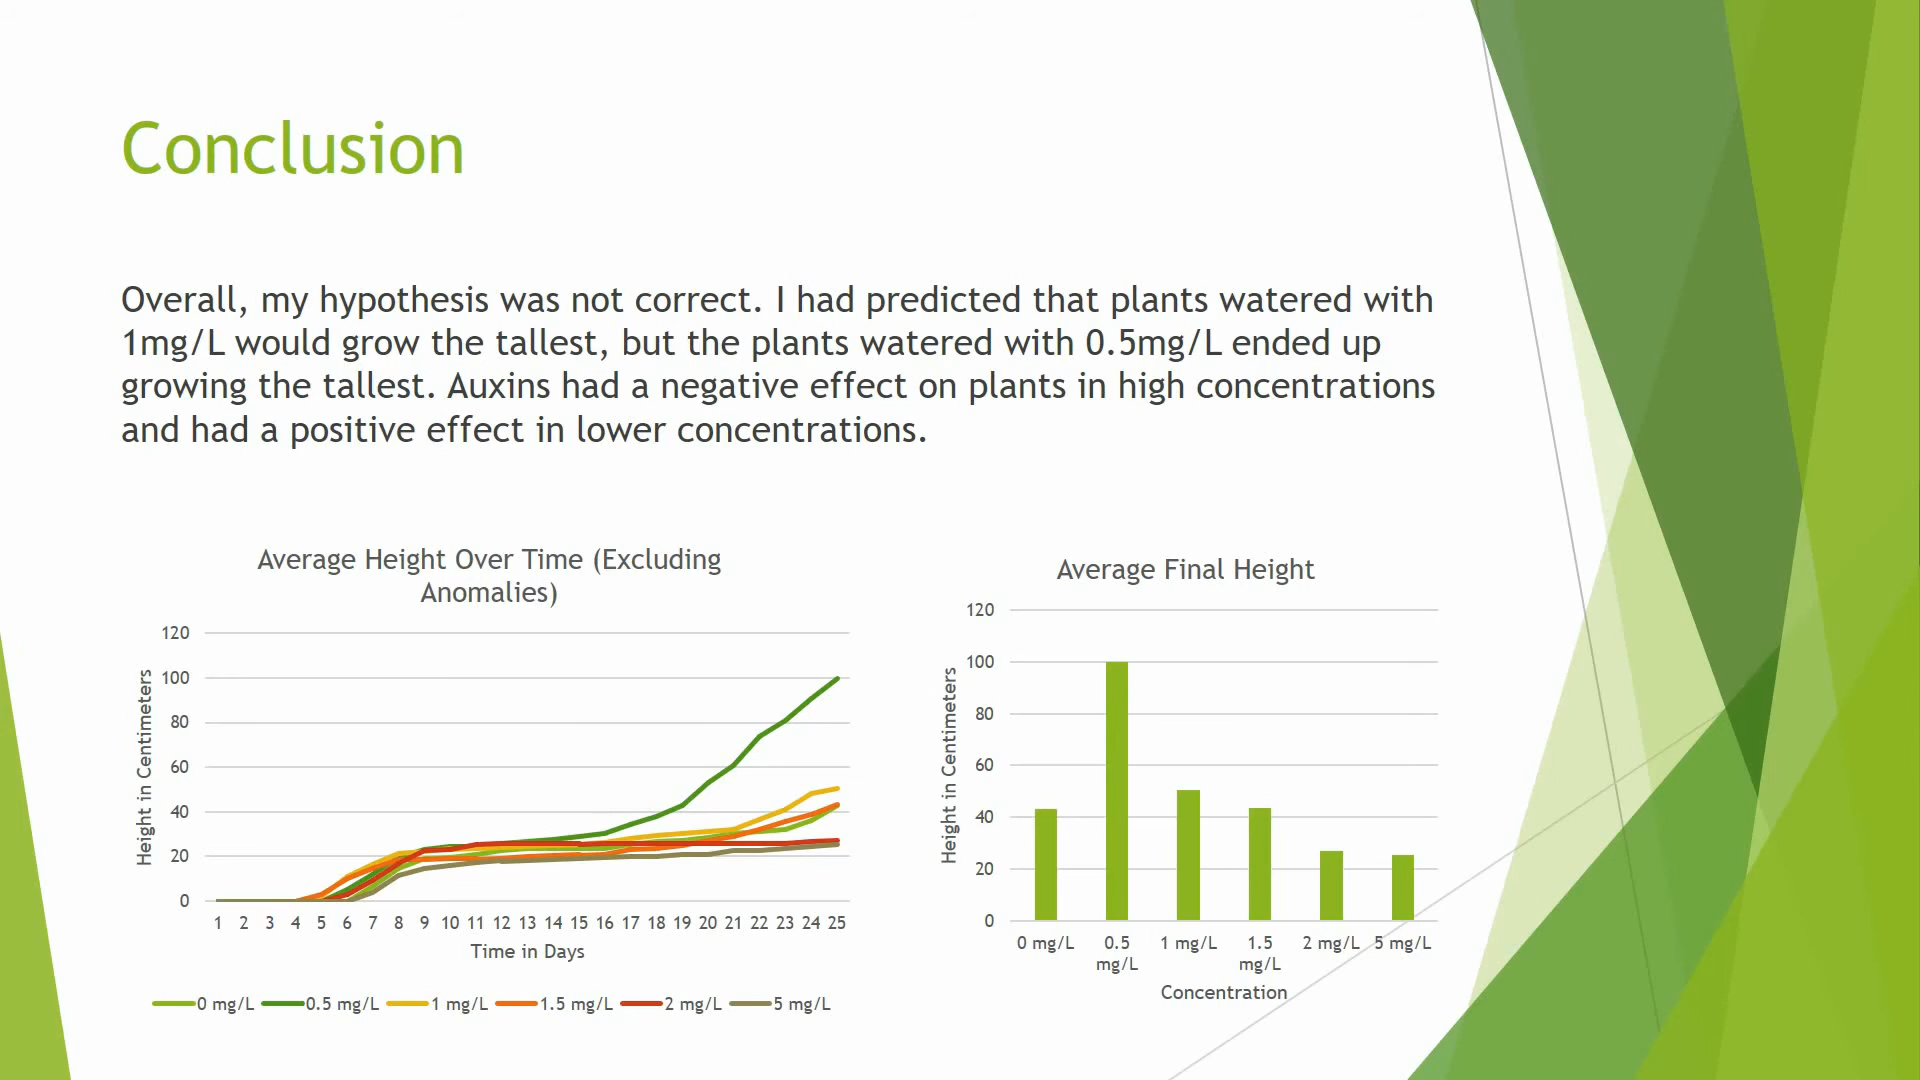 Conclusion
Overall, my hypothesis was not correct. I had predicted that plants watered with
1mg/L would grow the tallest, but the plants watered with 0.5mg/L ended up
growing the tallest. Auxins had a negative effect on plants in high concentrations
and had a positive effect in lower concentrations.
Average Height Over Time (Excluding
Anomalies)
Height in Centimeters
120
100
80
60
40
20
0
1 2 3 4 5 6 7 8 9 10 11 12 13 14 15 16 17 18 19 20 21 22 23 24 25
Time in Days
0 mg/L 0.5 mg/L 1 mg/L 1.5 mg/L 2 mg/L 5 mg/L
Average Final Height
Height in Centimeters
120
100
80
60
40
20
0
0 mg/L 0.5 1 mg/L 1.5 2 mg/L 5 mg/L
mg/L mg/L
Concentration